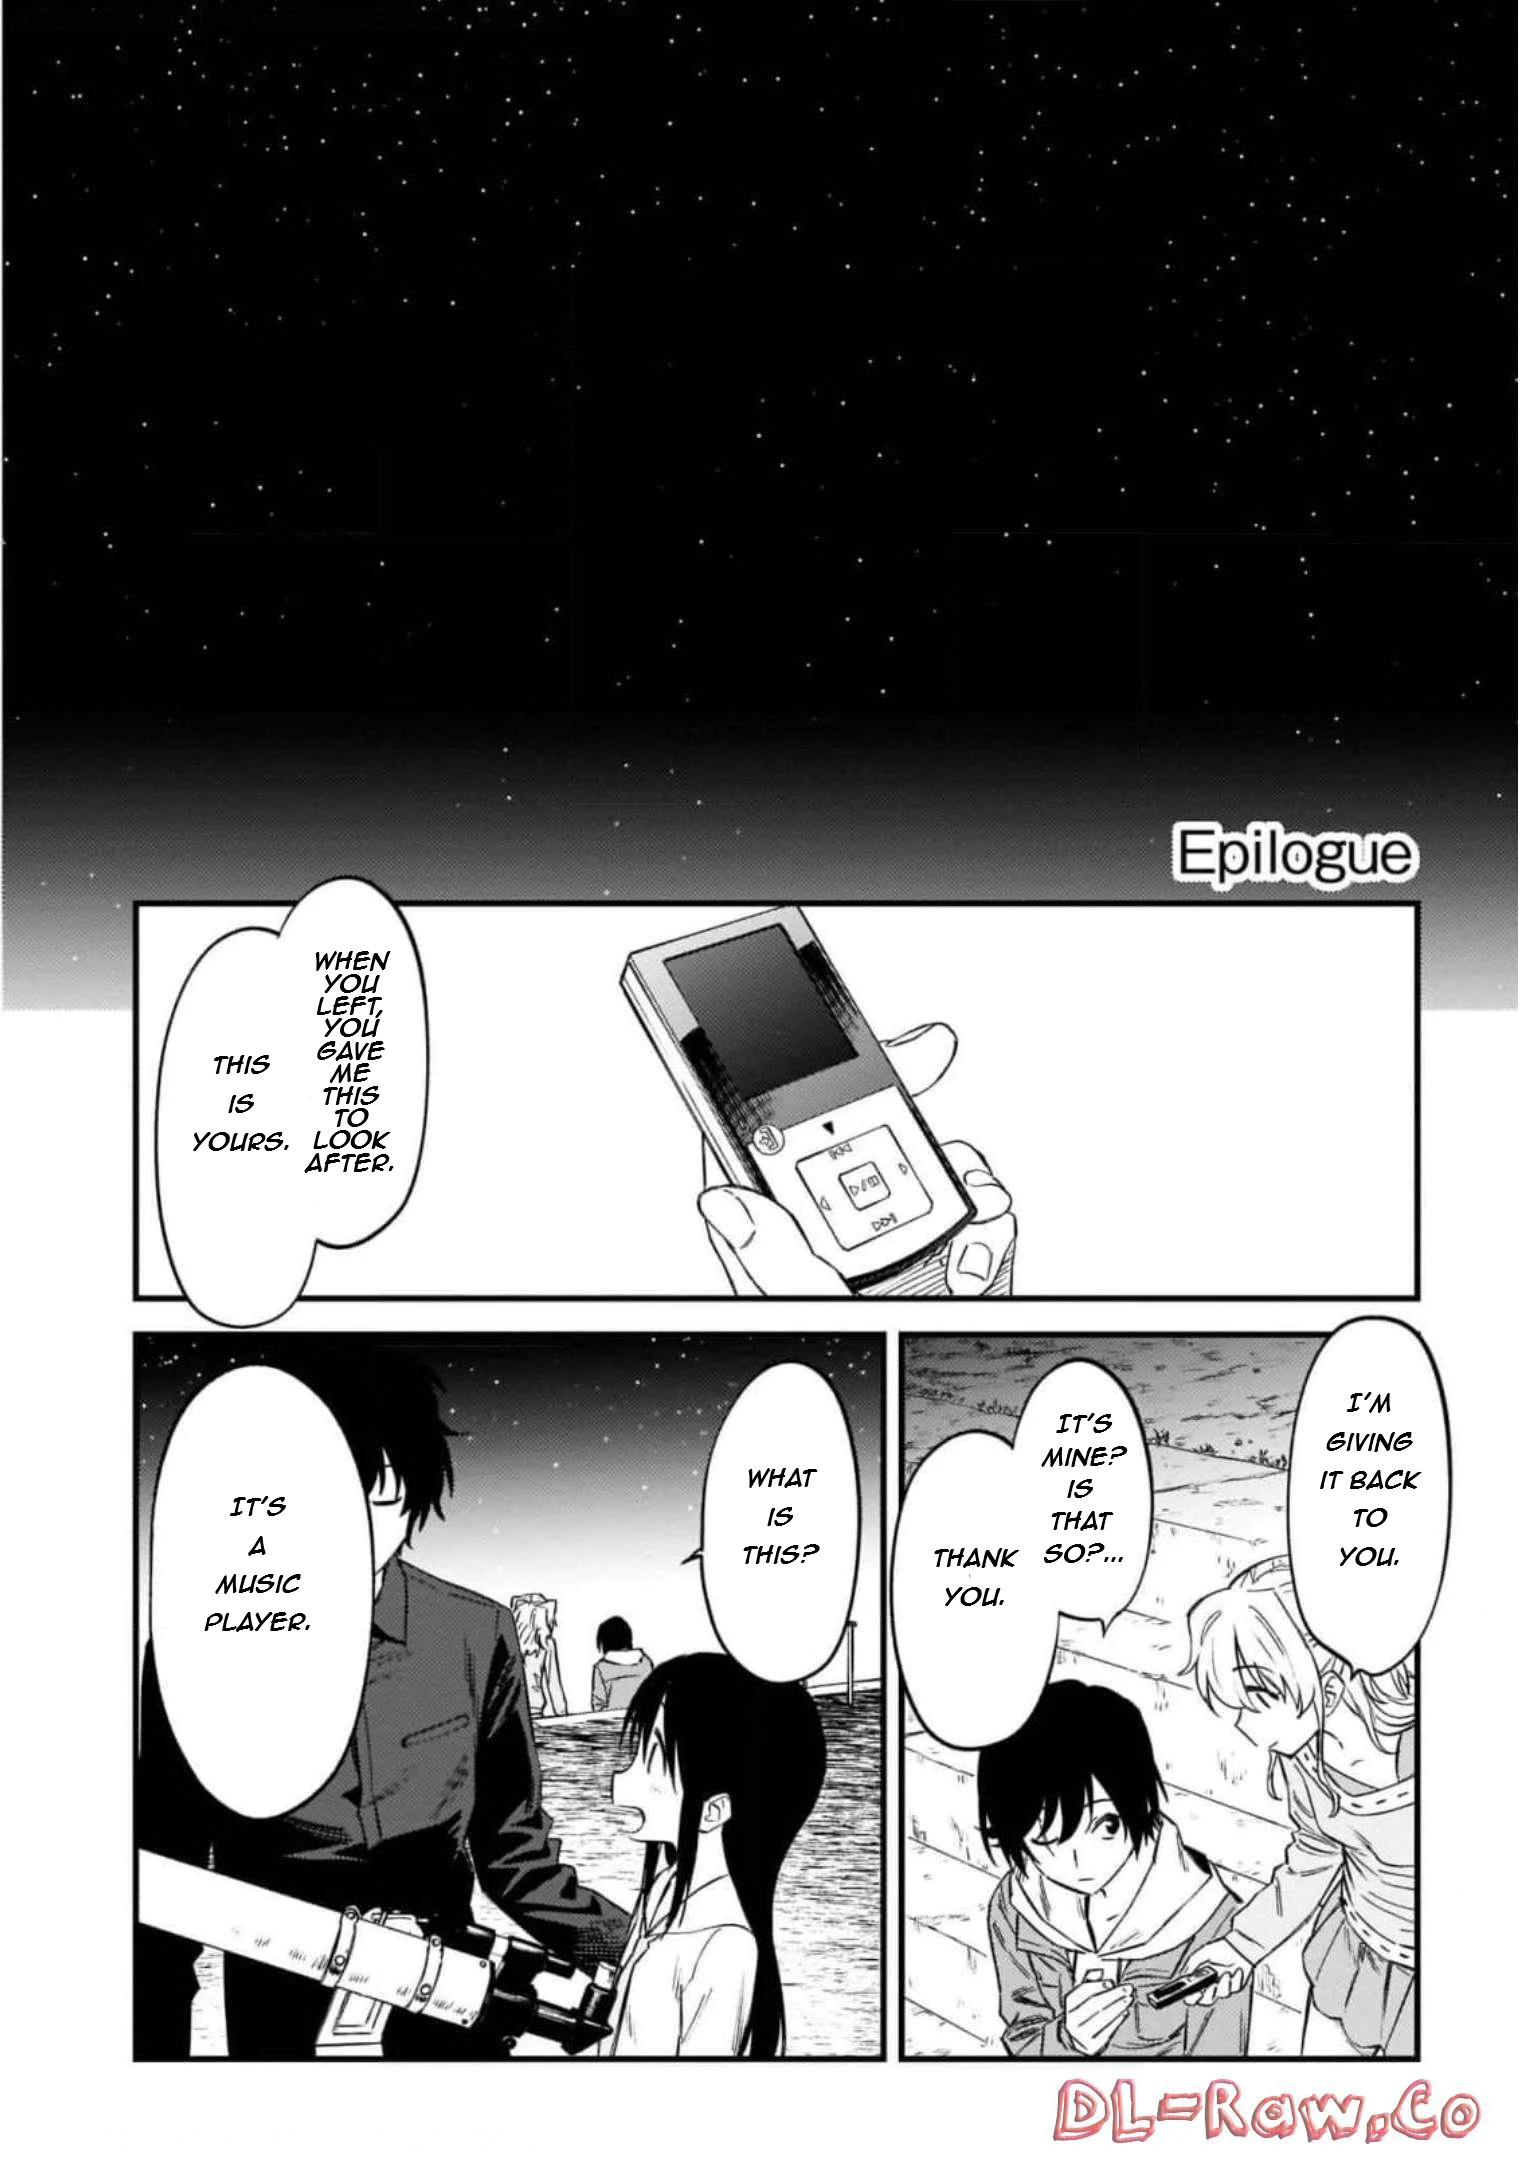 Epilogue
WHEN
YOU
LEFT,
YOU
GAVE
ME
THIS
TO
LOOK
AFTER.
THIS
IS
YOURS.
I'M
GIVING
IT BACK
TO
YOU.
IT'S
MINE?
IS
THAT
SO?...
THANK
YOU.
WHAT
IS
THIS?
IT'S
A
MUSIC
PLAYER.
DL-Raw.Co